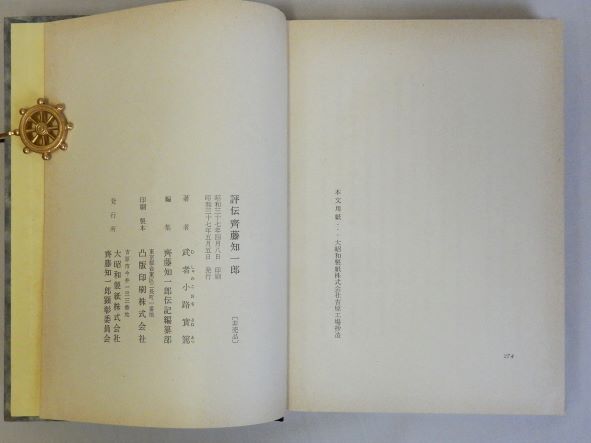 本文用紙・・・大昭和製紙株式会社吉原工場抄造
274
評伝 齊藤知一郎
〔非売品〕
昭和三十七年四月八日 印刷
昭和三十七年五月五日 発行
著者 武者小路實篤
編集 齊藤知一郎伝記編纂部
印刷 製本 凸版印刷株式会社
発行所
大昭和製紙株式会社
齊藤知一郎顕彰委員会